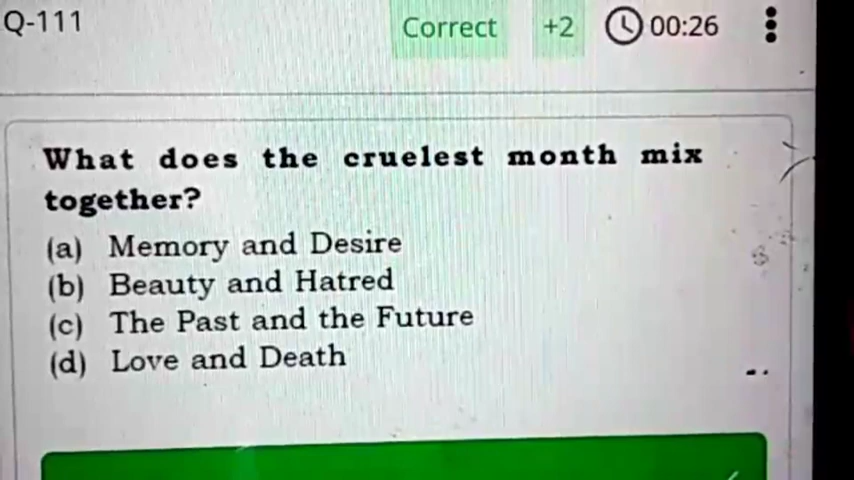 Q-111
Correct +2 00:26
What does the cruelest month mix
together?
(a) Memory and Desire
(b) Beauty and Hatred
(c) The Past and the Future
(d) Love and Death